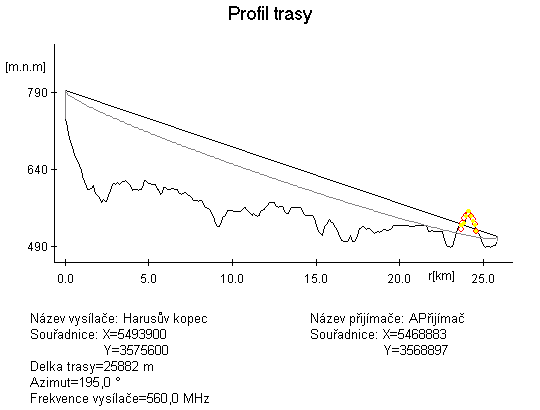 Profil trasy
[m.n.m]
790
640
490
0.0 5.0 10.0 15.0 20.0 r[km] 25.0
Název vysílače: Harusův kopec
Souřadnice: X=5493900
Y=3575600
Delka trasy=25882 m
Azimut=195,0 °
Frekvence vysílače=560,0 MHz
Název přijímače: APřijímač
Souřadnice: X=5468883
Y=3568897